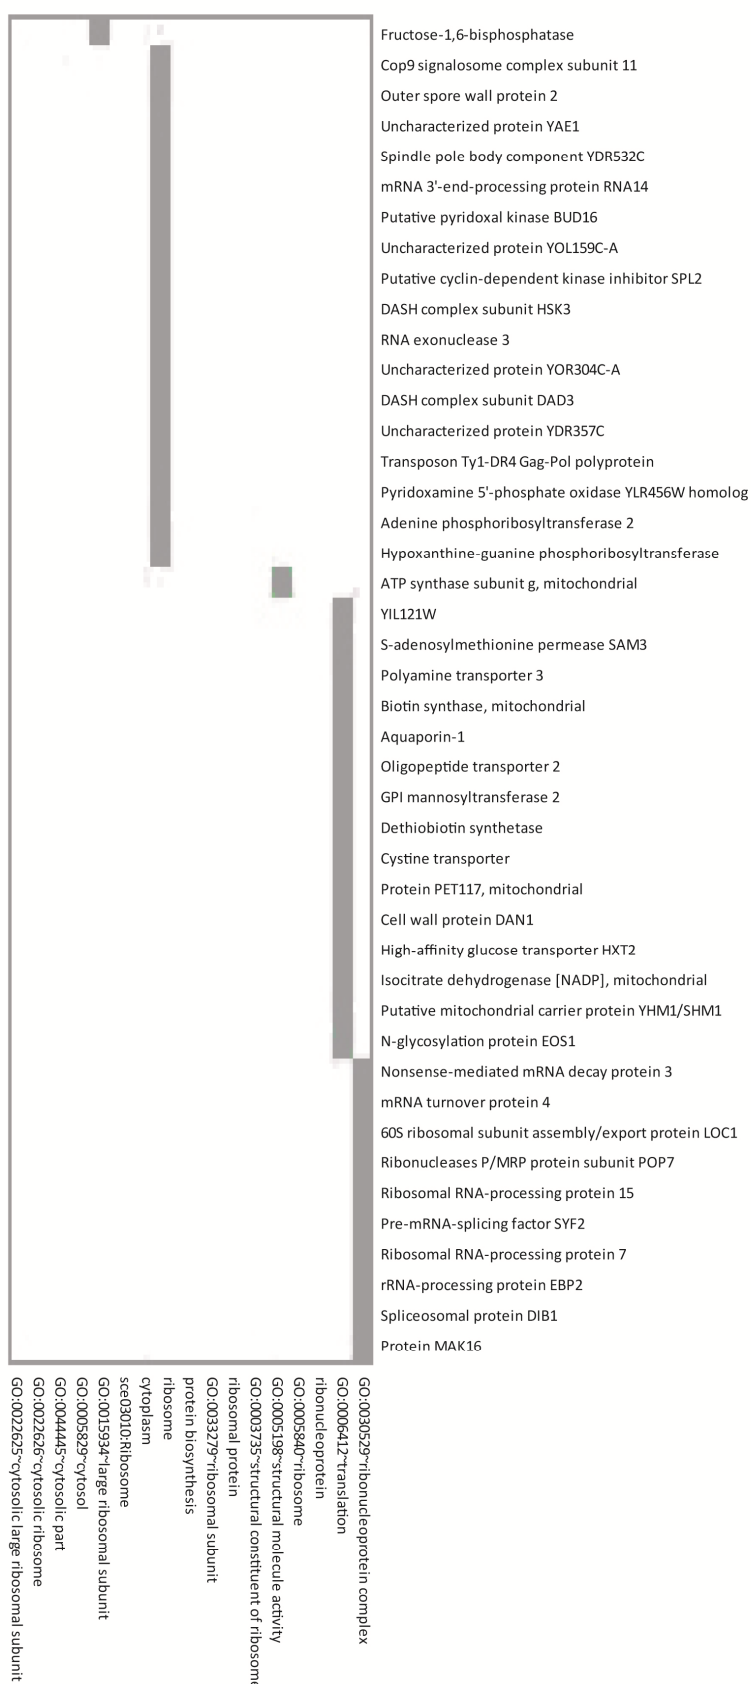 Fructose-1,6-bisphosphatase
Cop9 signalosome complex subunit 11
Outer spore wall protein 2
Uncharacterized protein YAE1
Spindle pole body component YDR532C
mRNA 3'-end-processing protein RNA14
Putative pyridoxal kinase BUD16
Uncharacterized protein YOL159C-A
Putative cyclin-dependent kinase inhibitor SPL2
DASH complex subunit HSK3
RNA exonuclease 3
Uncharacterized protein YOR304C-A
DASH complex subunit DAD3
Uncharacterized protein YDR357C
Transposon Ty1-DR4 Gag-Pol polyprotein
Pyridoxamine 5'-phosphate oxidase YLR456W homolog
Adenine phosphoribosyltransferase 2
Hypoxanthine-guanine phosphoribosyltransferase
ATP synthase subunit g, mitochondrial
YIL121W
S-adenosylmethionine permease SAM3
Polyamine transporter 3
Biotin synthase, mitochondrial
Aquaporin-1
Oligopeptide transporter 2
GPI mannosyltransferase 2
Dethiobiotin synthetase
Cystine transporter
Protein PET117, mitochondrial
Cell wall protein DAN1
High-affinity glucose transporter HXT2
Isocitrate dehydrogenase [NADP], mitochondrial
Putative mitochondrial carrier protein YHM1/SHM1
N-glycosylation protein EOS1
Nonsense-mediated mRNA decay protein 3
mRNA turnover protein 4
60S ribosomal subunit assembly/export protein LOC1
Ribonucleases P/MRP protein subunit POP7
Ribosomal RNA-processing protein 15
Pre-mRNA-splicing factor SYF2
Ribosomal RNA-processing protein 7
rRNA-processing protein EBP2
Spliceosomal protein DIB1
Protein MAK16
GO:0022625~cytosolic large ribosomal subunit
GO:0022626~cytosolic ribosome
GO:0044445~cytosolic part
GO:0005829~cytosol
GO:0015934~large ribosomal subunit
sce03010:Ribosome
cytoplasm
ribosome
protein biosynthesis
GO:0033279~ribosomal subunit
ribosomal protein
GO:0003735~structural constituent of ribosome
GO:0005198~structural molecule activity
GO:0005840~ribosome
ribonucleoprotein
GO:0006412~translation
GO:0030529~ribonucleoprotein complex